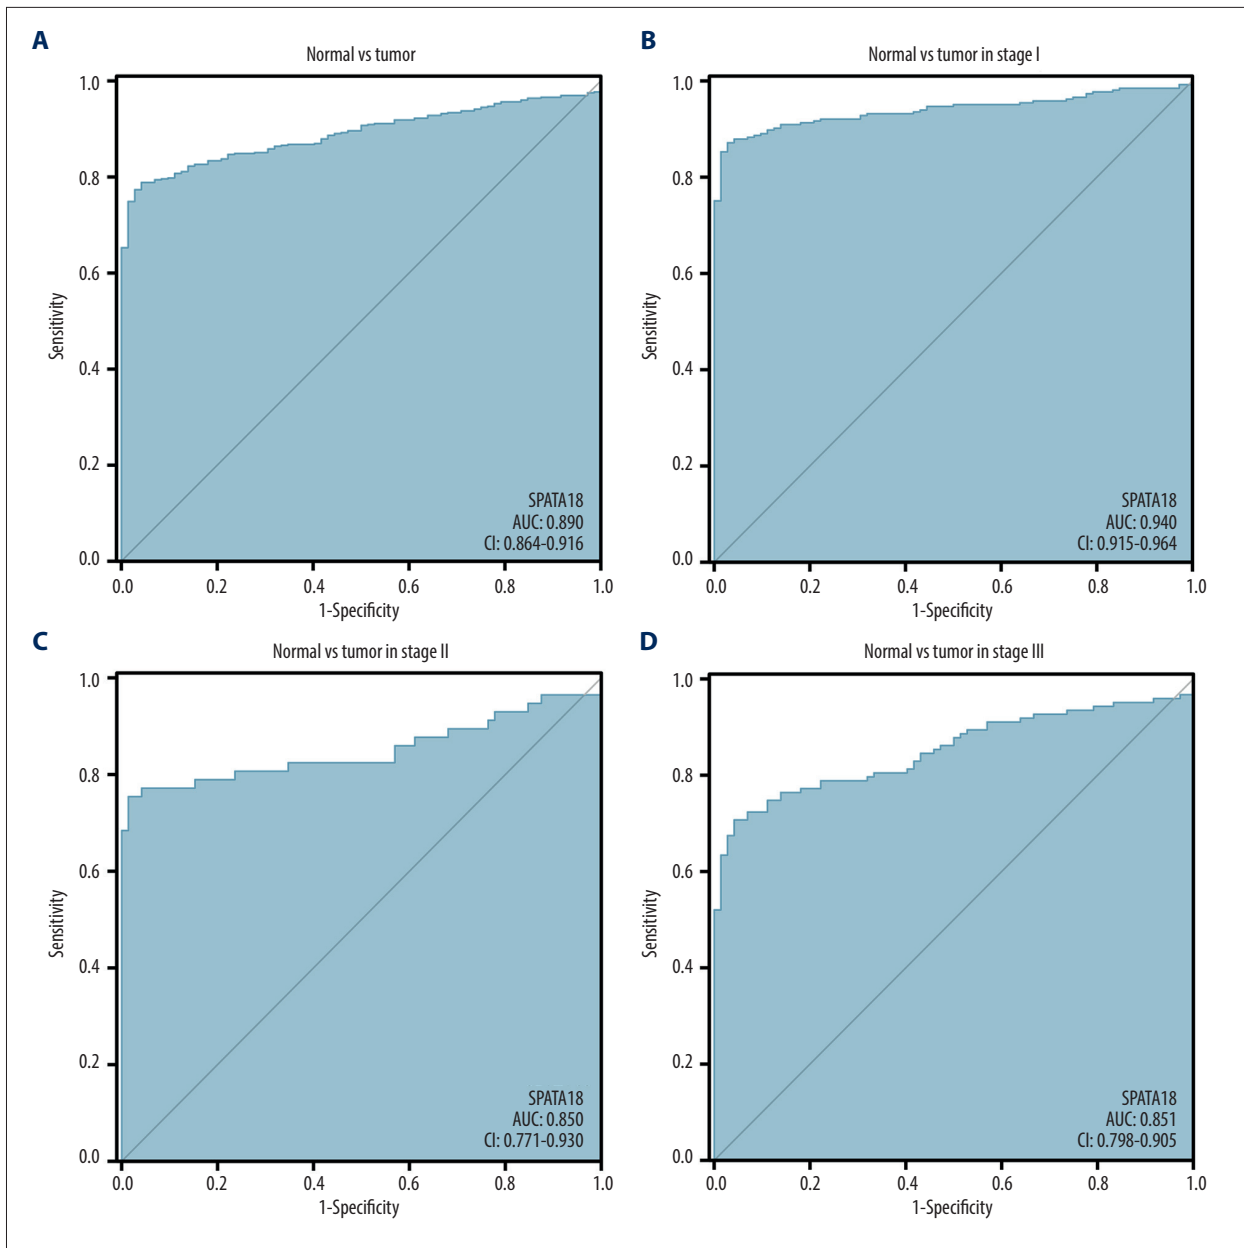 A
Normal vs tumor
1.0
0.8
0.6
0.4
0.2
0.0
Sensitivity
SPATA18
AUC: 0.890
CI: 0.864-0.916
0.0 0.2 0.4 0.6 0.8 1.0
1-Specificity
B
Normal vs tumor in stage I
1.0
0.8
0.6
0.4
0.2
0.0
Sensitivity
SPATA18
AUC: 0.940
CI: 0.915-0.964
0.0 0.2 0.4 0.6 0.8 1.0
1-Specificity
C
Normal vs tumor in stage II
1.0
0.8
0.6
0.4
0.2
0.0
Sensitivity
SPATA18
AUC: 0.850
CI: 0.771-0.930
0.0 0.2 0.4 0.6 0.8 1.0
1-Specificity
D
Normal vs tumor in stage III
1.0
0.8
0.6
0.4
0.2
0.0
Sensitivity
SPATA18
AUC: 0.851
CI: 0.798-0.905
0.0 0.2 0.4 0.6 0.8 1.0
1-Specificity